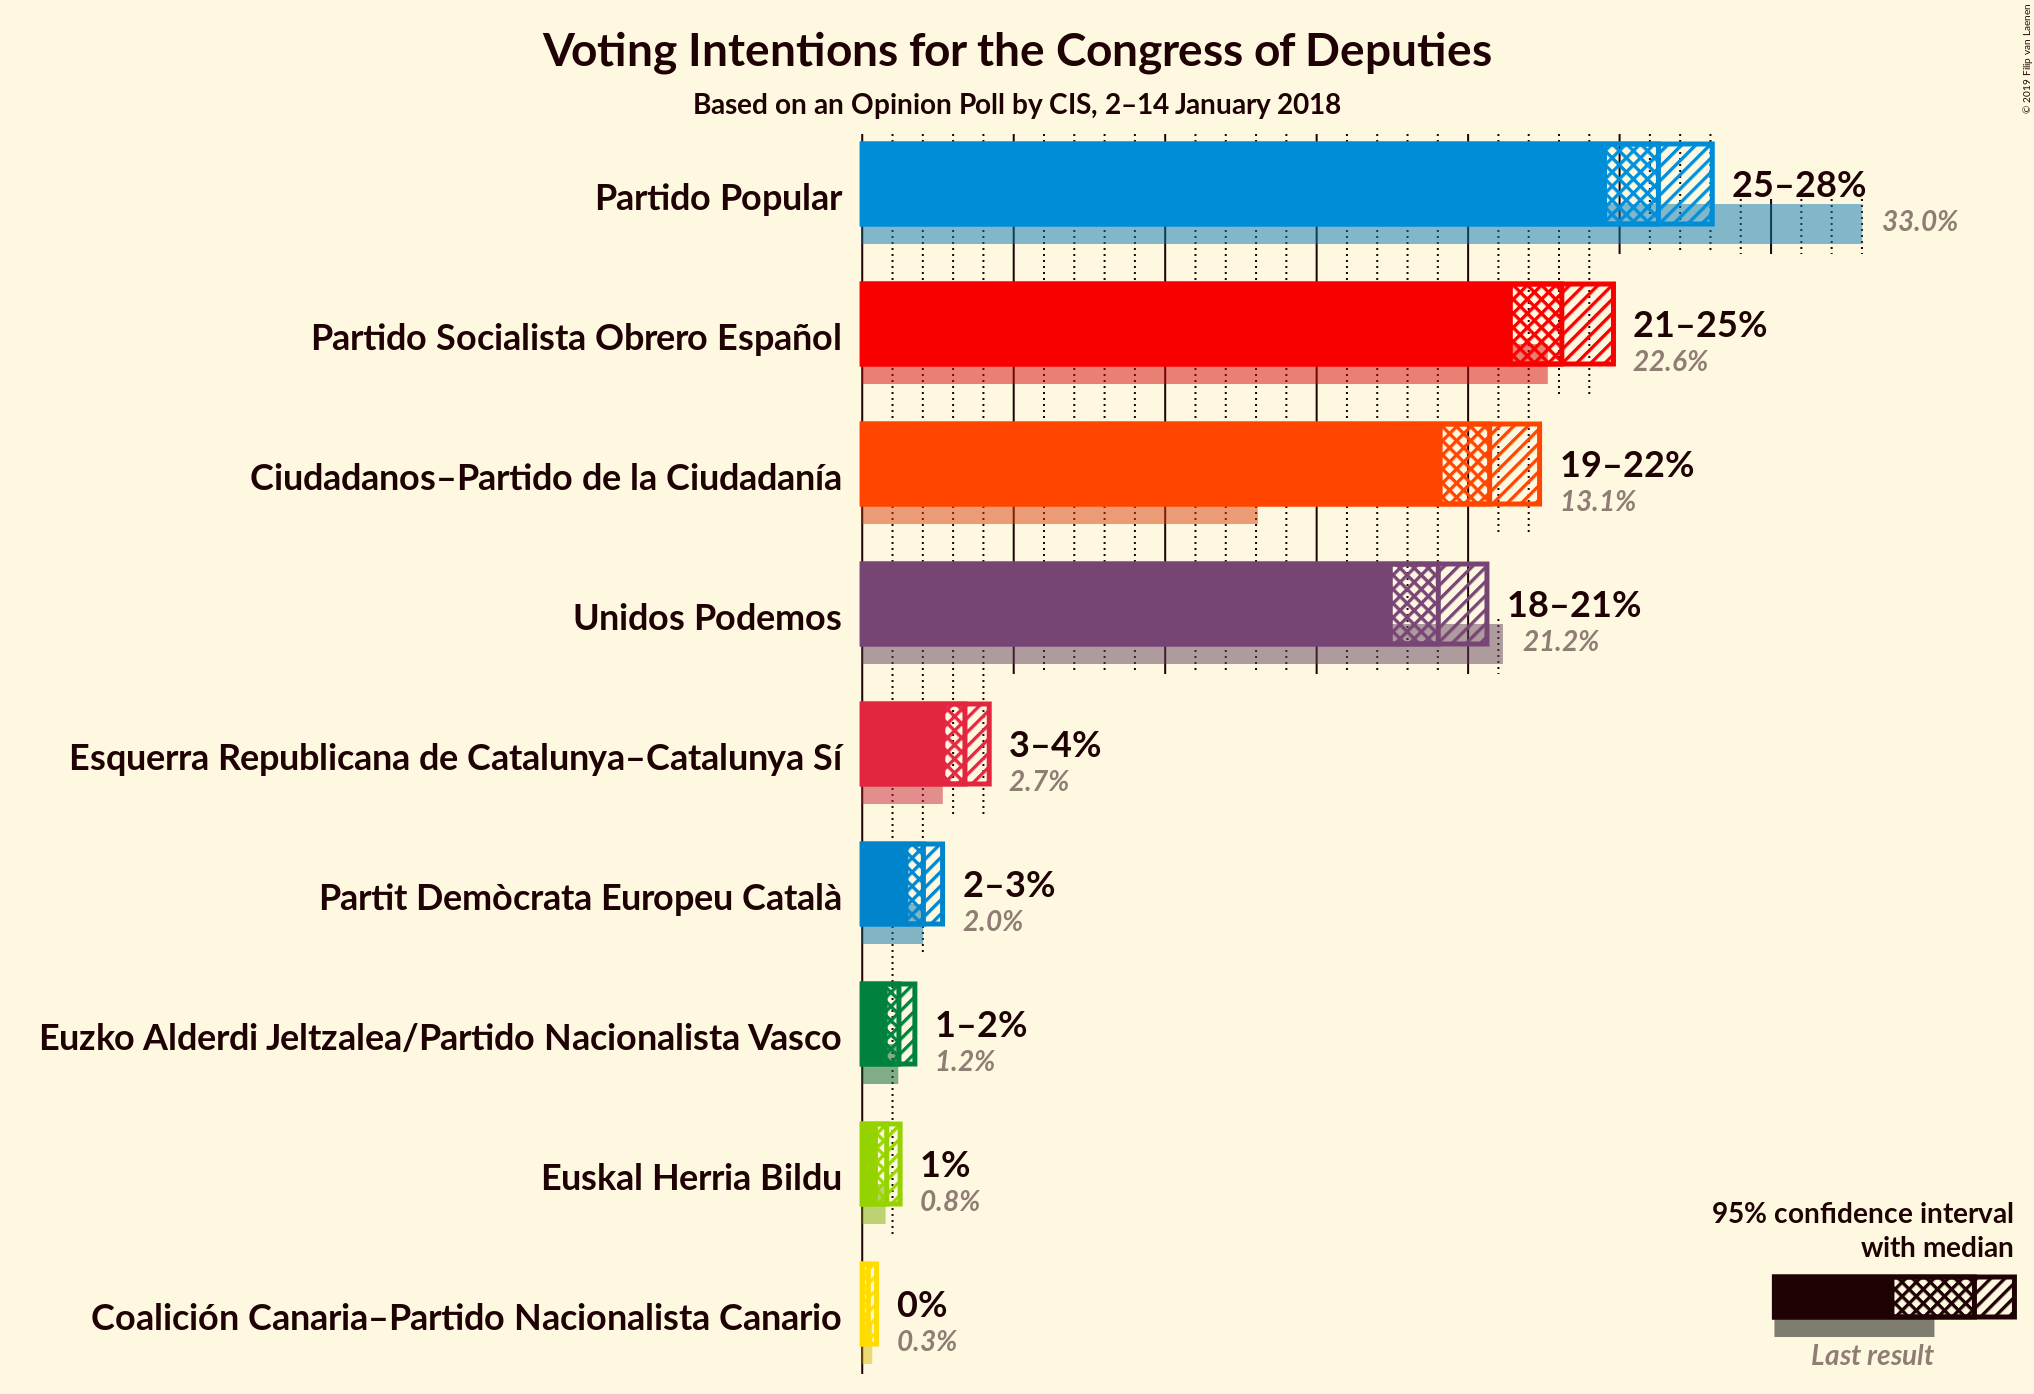 Voting Intentions for the Congress of Deputies
Based on an Opinion Poll by CIS, 2–14 January 2018
© 2019 Filip van Laenen
Partido Popular
25–28%
33.0%
Partido Socialista Obrero Español
21–25%
22.6%
Ciudadanos–Partido de la Ciudadanía
19–22%
13.1%
Unidos Podemos
18–21%
21.2%
Esquerra Republicana de Catalunya–Catalunya Sí
3–4%
2.7%
Partit Demòcrata Europeu Català
2–3%
2.0%
Euzko Alderdi Jeltzalea/Partido Nacionalista Vasco
1–2%
1.2%
Euskal Herria Bildu
1%
0.8%
Coalición Canaria–Partido Nacionalista Canario
0%
0.3%
95% confidence interval
with median
Last result